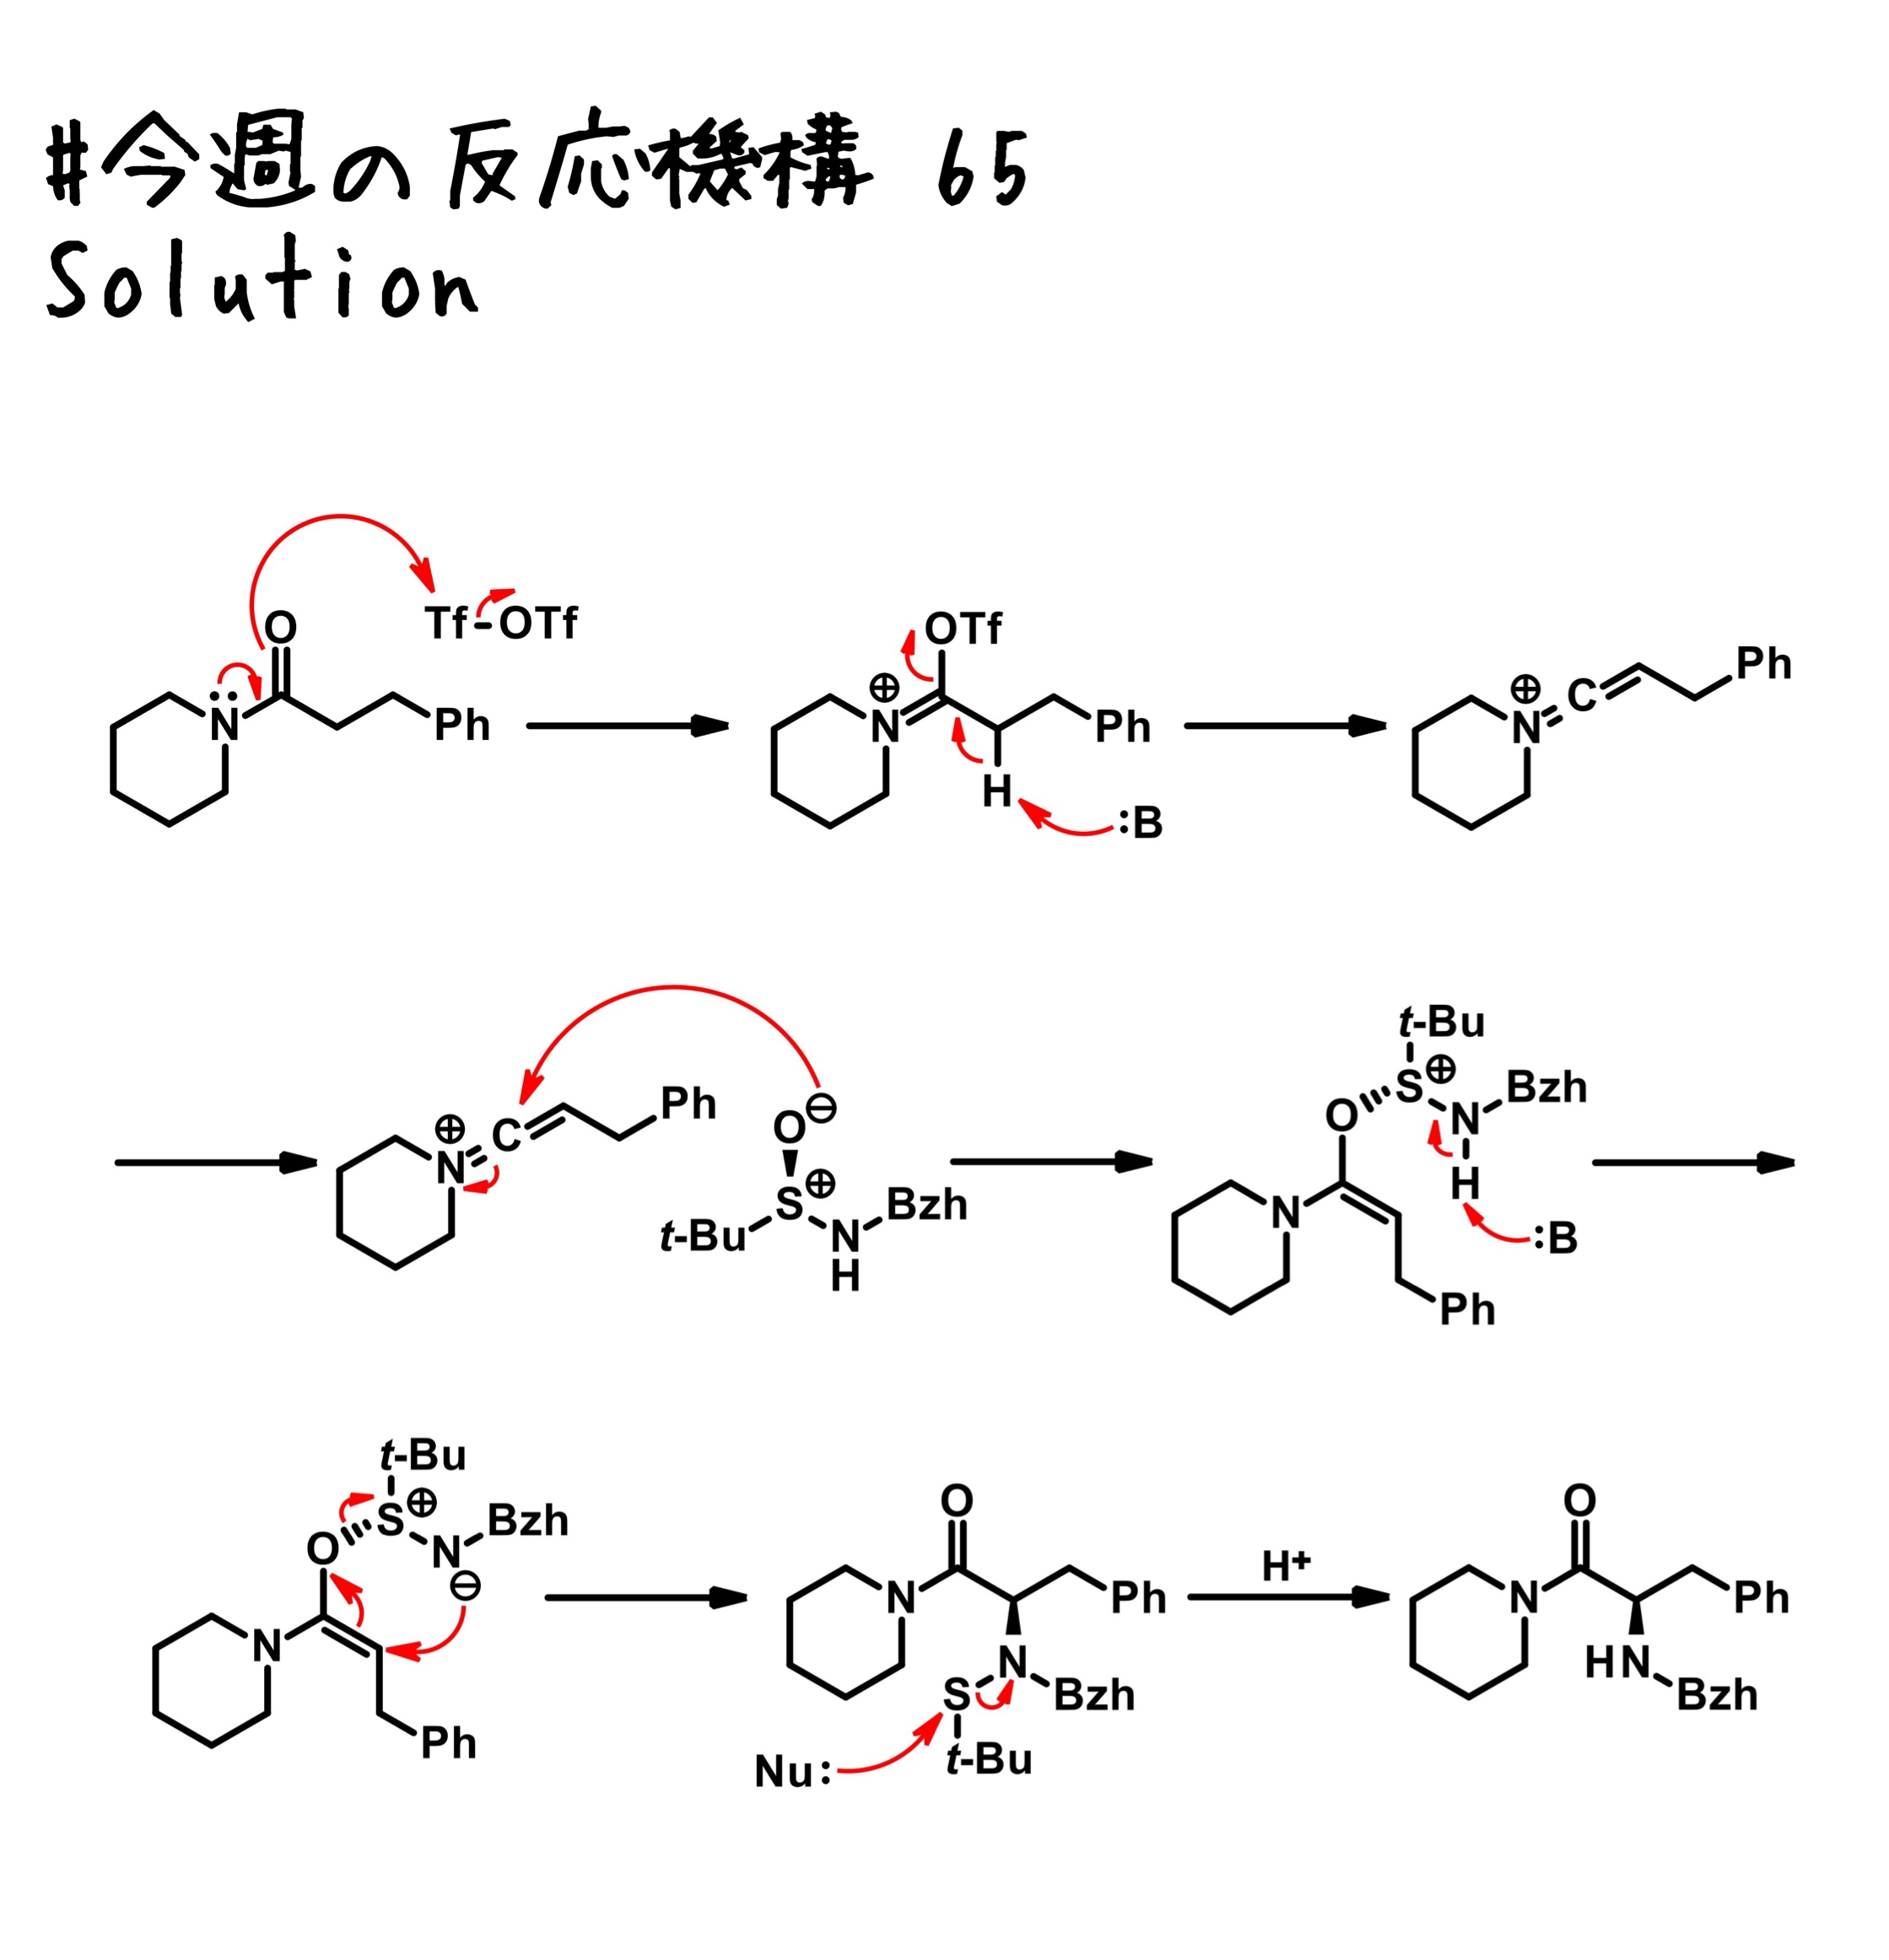 #今週の反応機構 65
Solution
O
Tf-OTf
N
Ph
OTf
⊕
N
Ph
H
:B
⊕
N
C
Ph
⊕
N
C
Ph
O⊖
S⊕
t-Bu
N
H
Bzh
t-Bu
S⊕
O
N
Bzh
H
:B
N
Ph
t-Bu
S⊕
O
N
⊖
Bzh
N
Ph
O
N
Ph
N
S
Bzh
t-Bu
Nu:
H+
O
N
Ph
HN
Bzh